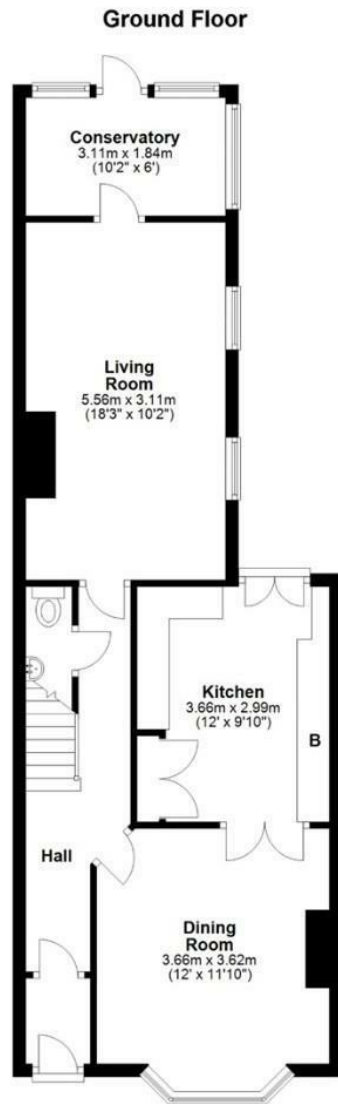 Ground Floor
Conservatory
3.11m x 1.84m
(10'2" x 6')
Living
Room
5.56m x 3.11m
(18'3" x 10'2")
Kitchen
3.66m x 2.99m
(12' x 9'10")
B
Hall
Dining
Room
3.66m x 3.62m
(12' x 11'10")